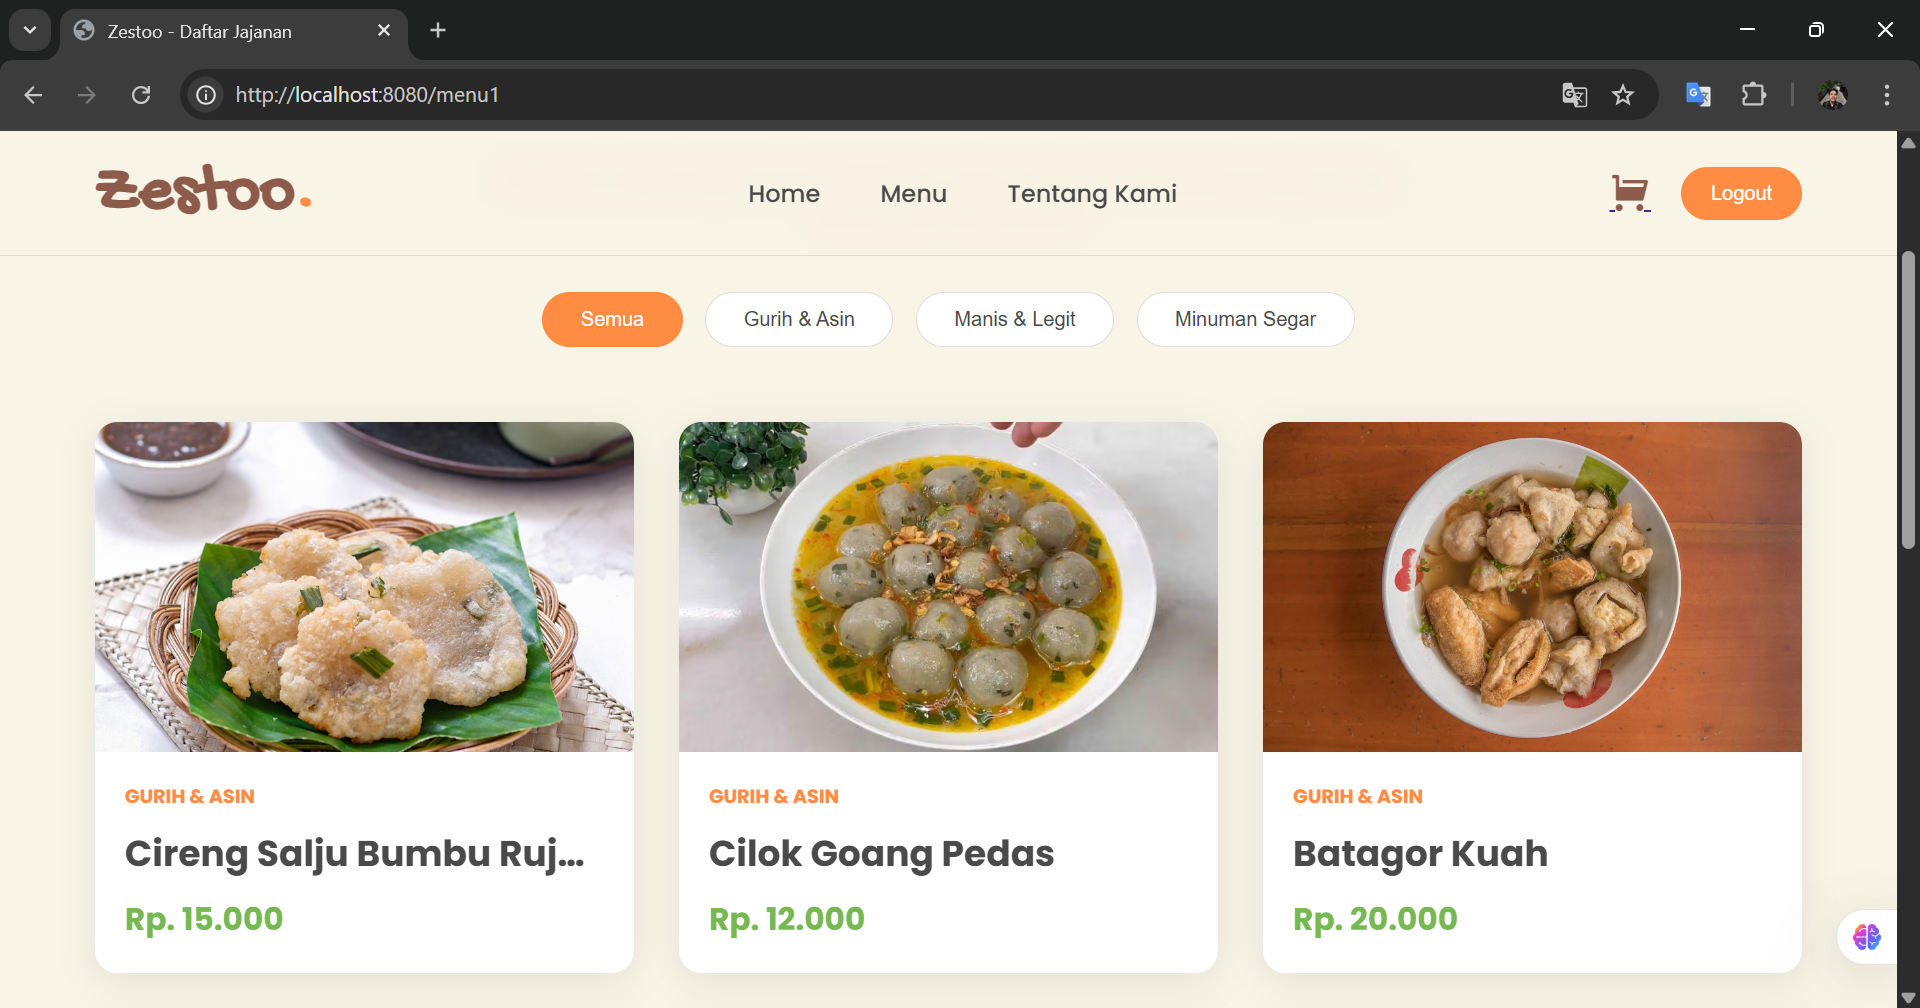 Zestoo - Daftar Jajanan
http://localhost:8080/menu1
Zestoo.
Home
Menu
Tentang Kami
Logout
Semua
Gurih & Asin
Manis & Legit
Minuman Segar
GURIH & ASIN
Cireng Salju Bumbu Ruj...
Rp. 15.000
GURIH & ASIN
Cilok Goang Pedas
Rp. 12.000
GURIH & ASIN
Batagor Kuah
Rp. 20.000